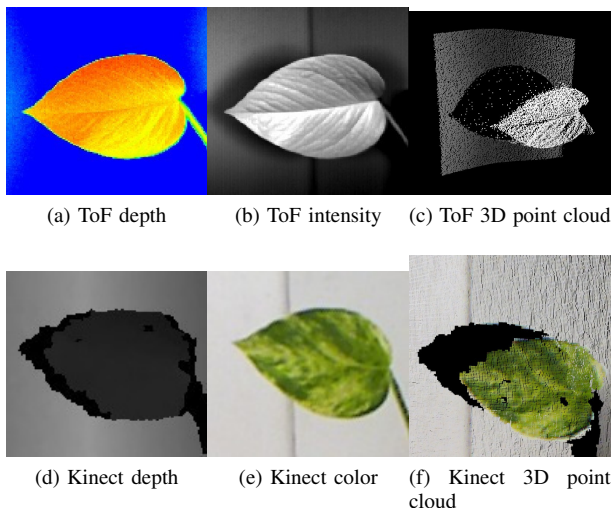 (a) ToF depth
(b) ToF intensity
(c) ToF 3D point cloud
(d) Kinect depth
(e) Kinect color
(f) Kinect 3D point
cloud